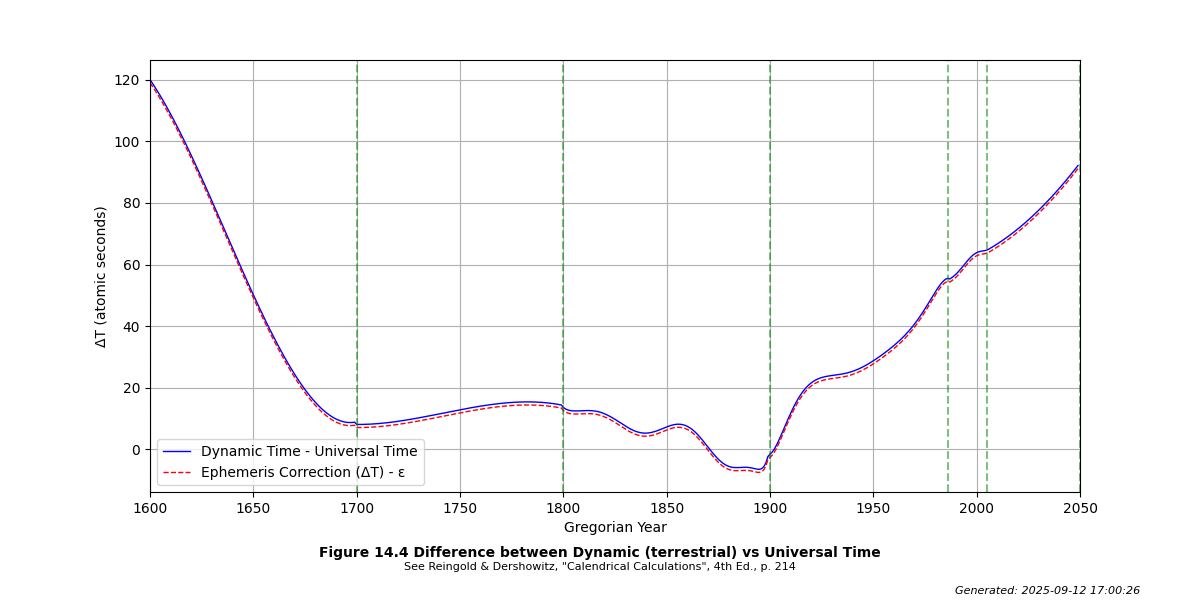 120
100
80
60
40
20
0
ΔT (atomic seconds)
Dynamic Time - Universal Time
Ephemeris Correction (ΔT) - ε
1600 1650 1700 1750 1800 1850 1900 1950 2000 2050
Gregorian Year
Figure 14.4 Difference between Dynamic (terrestrial) vs Universal Time
See Reingold & Dershowitz, "Calendrical Calculations", 4th Ed., p. 214
Generated: 2025-09-12 17:00:26